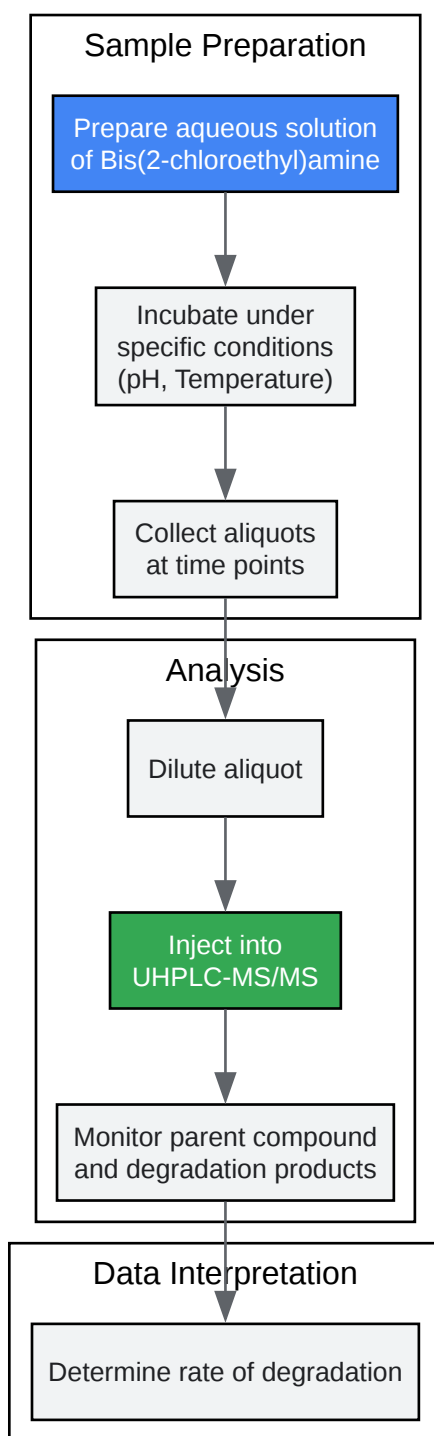 Sample Preparation
Prepare aqueous solution
of Bis(2-chloroethyl)amine
Incubate under
specific conditions
(pH, Temperature)
Collect aliquots
at time points
Analysis
Dilute aliquot
Inject into
UHPLC-MS/MS
Monitor parent compound
and degradation products
Data Interpretation
Determine rate of degradation